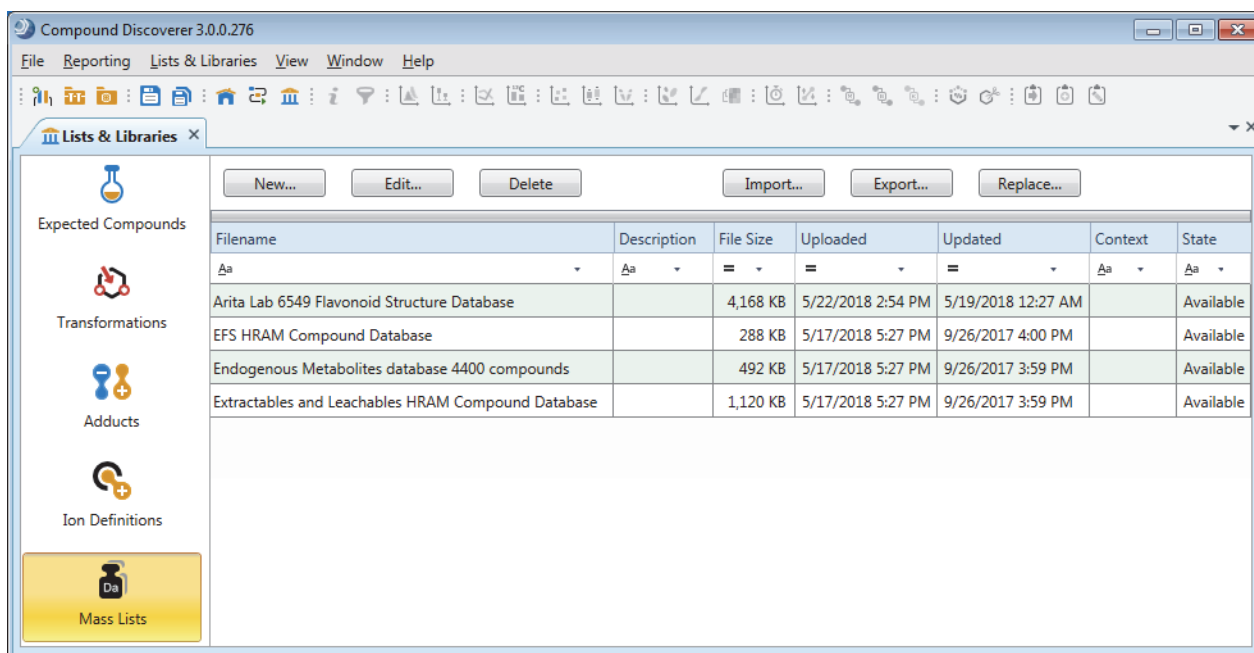 Compound Discoverer 3.0.0.276
File Reporting Lists & Libraries View Window Help
Lists & Libraries
New... Edit... Delete Import... Export... Replace...
Expected Compounds
Filename Description File Size Uploaded Updated Context State
Aa Aa = = = Aa Aa
Arita Lab 6549 Flavonoid Structure Database 4,168 KB 5/22/2018 2:54 PM 5/19/2018 12:27 AM Available
Transformations
EFS HRAM Compound Database 288 KB 5/17/2018 5:27 PM 9/26/2017 4:00 PM Available
Endogenous Metabolites database 4400 compounds 492 KB 5/17/2018 5:27 PM 9/26/2017 3:59 PM Available
Extractables and Leachables HRAM Compound Database 1,120 KB 5/17/2018 5:27 PM 9/26/2017 3:59 PM Available
Adducts
Ion Definitions
Da
Mass Lists